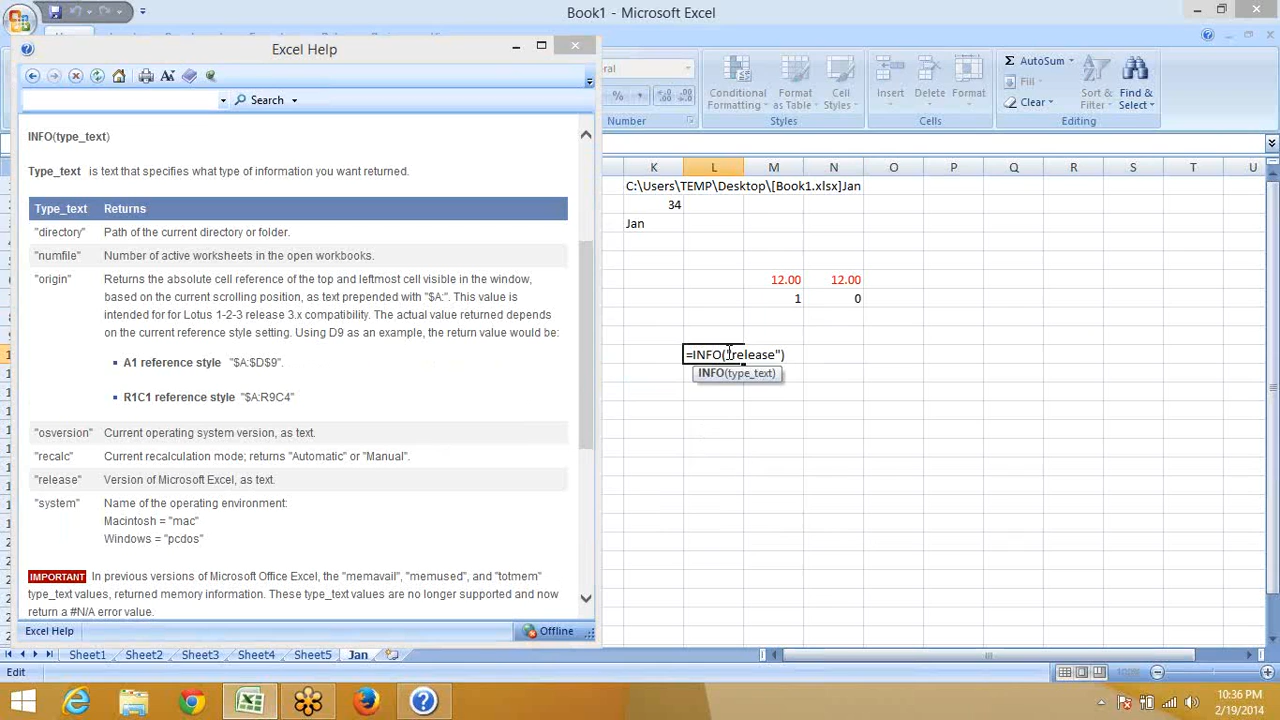 Book1 - Microsoft Excel
Excel Help
Search
INFO(type_text)
Type_text is text that specifies what type of information you want returned.
Type_text Returns
"directory" Path of the current directory or folder.
"numfile" Number of active worksheets in the open workbooks.
"origin" Returns the absolute cell reference of the top and leftmost cell visible in the window,
based on the current scrolling position, as text prepended with "$A:". This value is
intended for for Lotus 1-2-3 release 3.x compatibility. The actual value returned depends
on the current reference style setting. Using D9 as an example, the return value would be:
A1 reference style "$A:$D$9".
R1C1 reference style "$A:R9C4"
"osversion" Current operating system version, as text.
"recalc" Current recalculation mode; returns "Automatic" or "Manual".
"release" Version of Microsoft Excel, as text.
"system" Name of the operating environment:
Macintosh = "mac"
Windows = "pcdos"
IMPORTANT In previous versions of Microsoft Office Excel, the "memavail", "memused", and "totmem"
type_text values, returned memory information. These type_text values are no longer supported and now
return a #N/A error value.
Excel Help Offline
%
Number
Conditional Formatting
Format as Table
Cell Styles
Styles
Insert
Delete
Format
Cells
AutoSum
Fill
Clear
Sort & Filter
Find & Select
Editing
K L M N O P Q R S T U
C:\Users\TEMP\Desktop\[Book1.xlsx]Jan
34
Jan
12.00 12.00
1 0
=INFO("release")
INFO(type_text)
Sheet1 Sheet2 Sheet3 Sheet4 Sheet5 Jan
Edit 100%
10:36 PM
2/19/2014